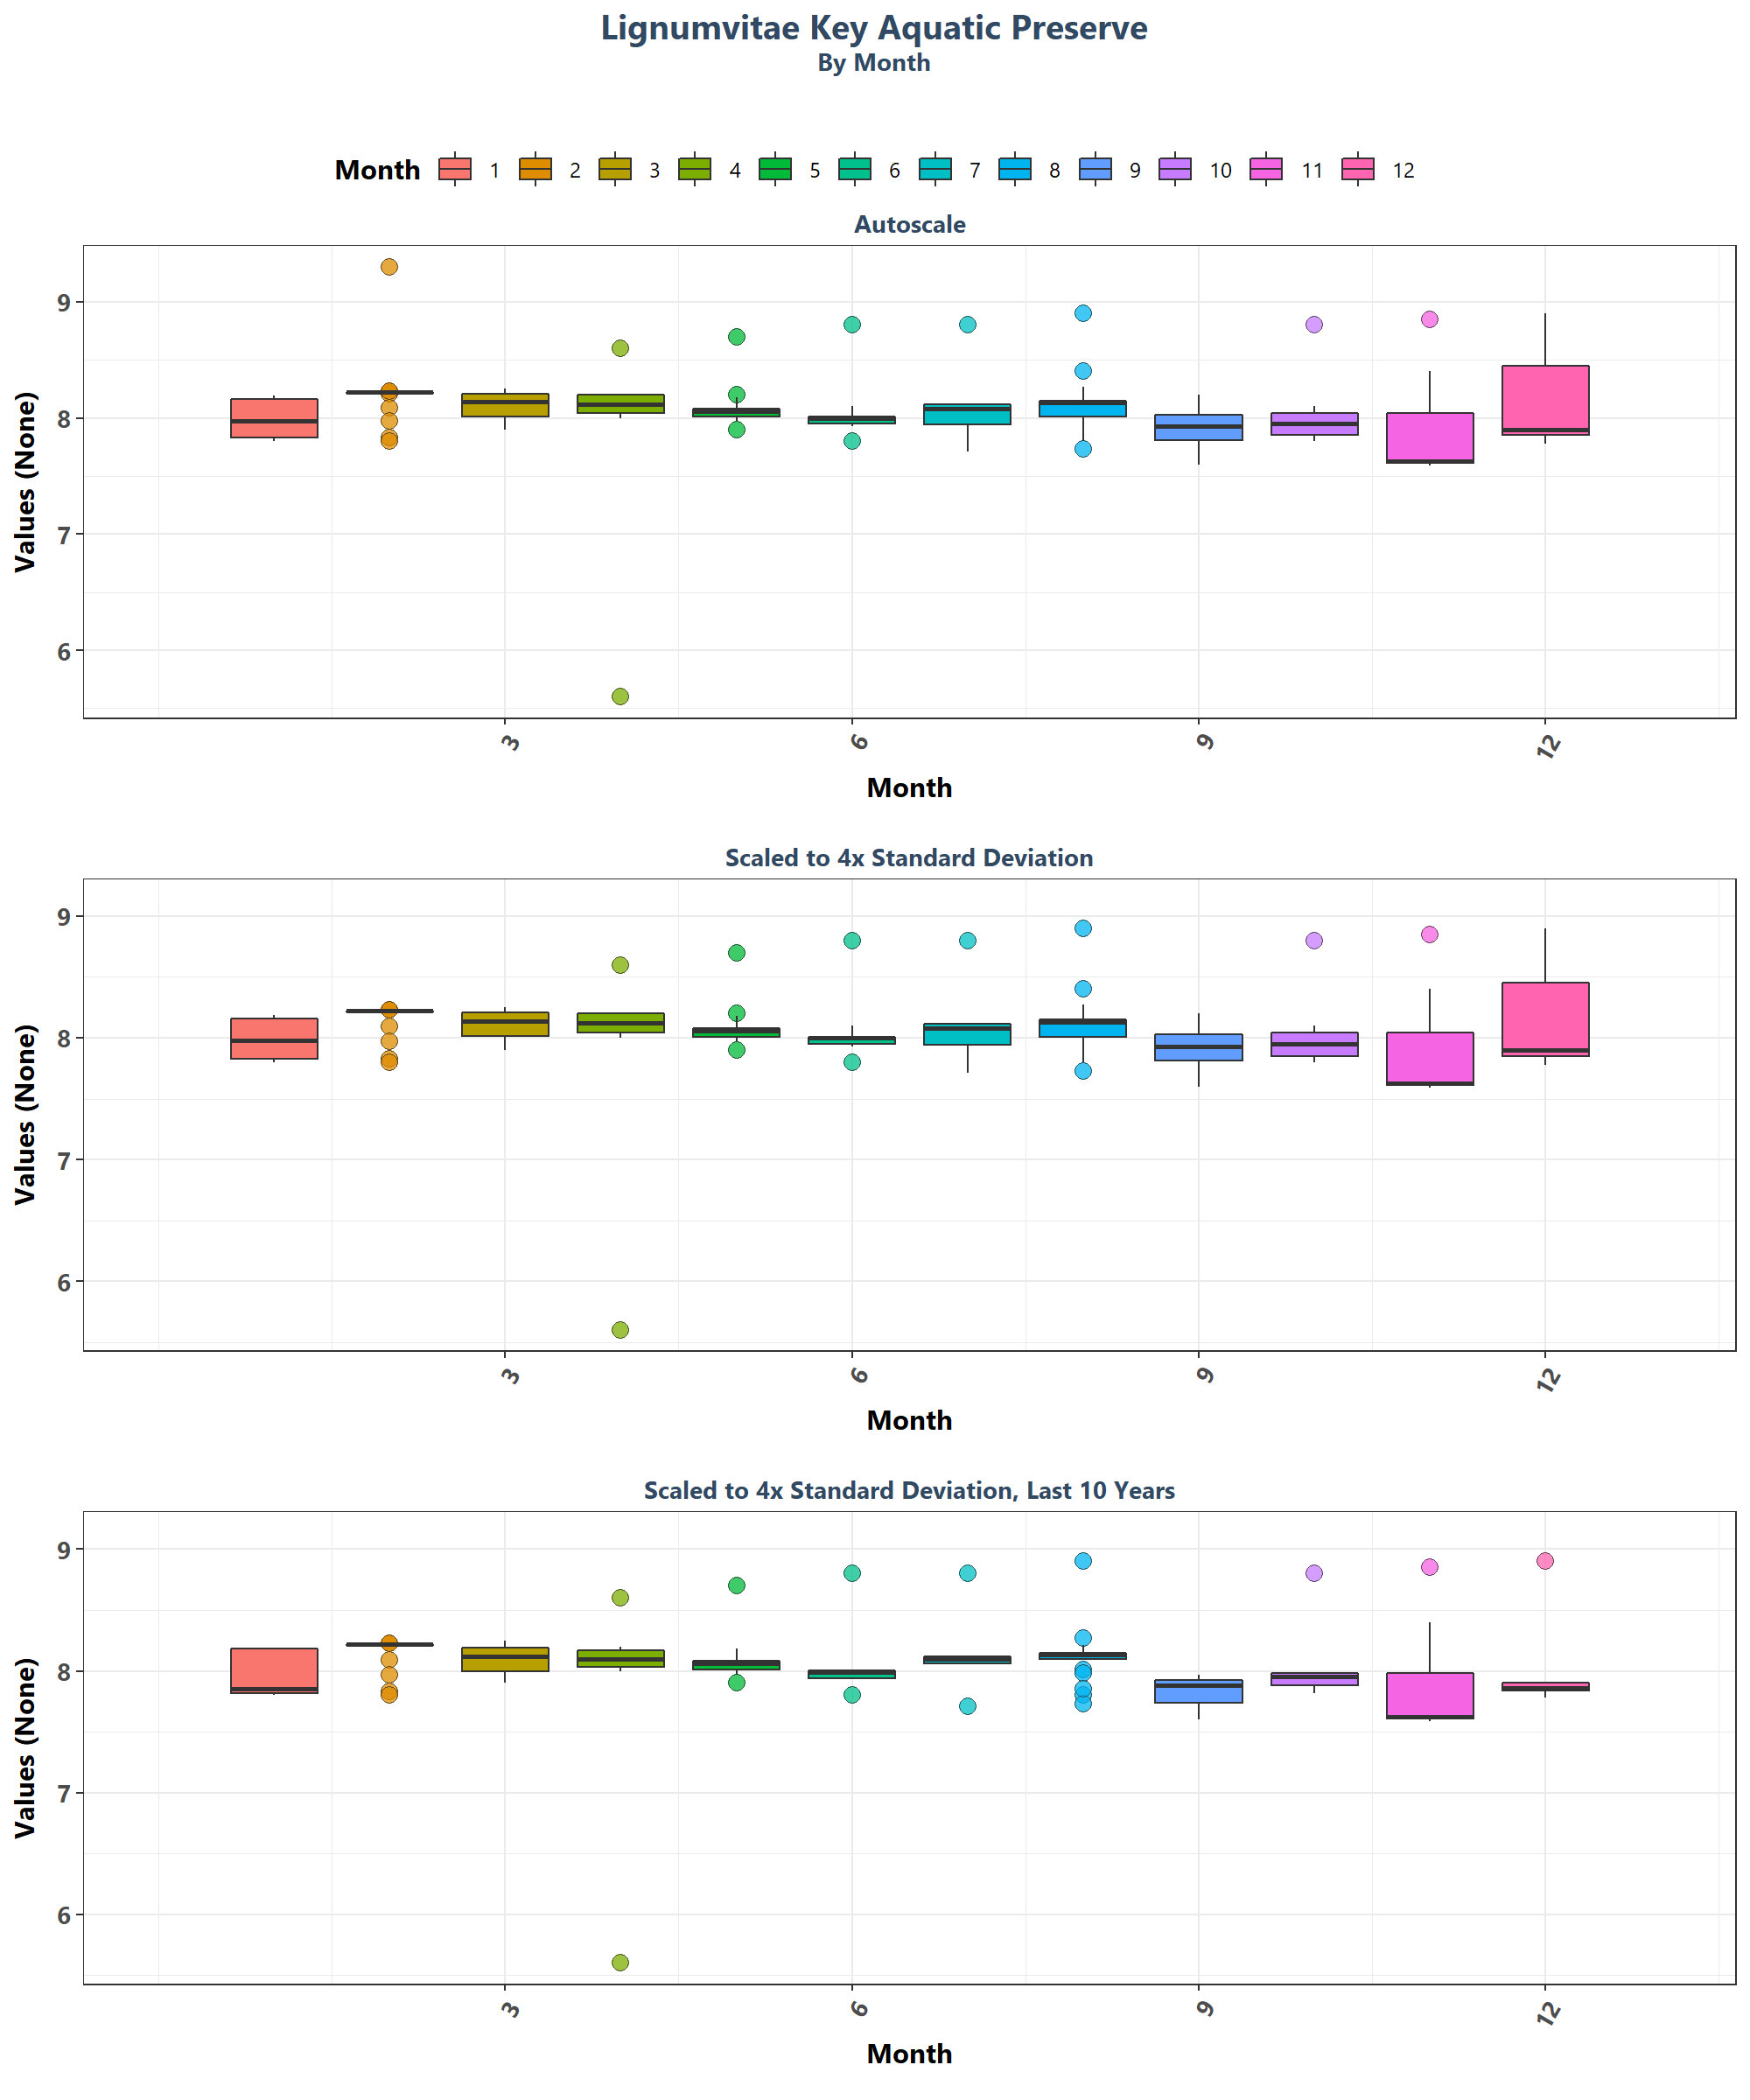 Lignumvitae Key Aquatic Preserve
By Month
Month 1 2 3 4 5 6 7 8 9 10 11 12
Autoscale
Values (None)
9
8
7
6
3 6 9 12
Month
Scaled to 4x Standard Deviation
Values (None)
9
8
7
6
3 6 9 12
Month
Scaled to 4x Standard Deviation, Last 10 Years
Values (None)
9
8
7
6
3 6 9 12
Month